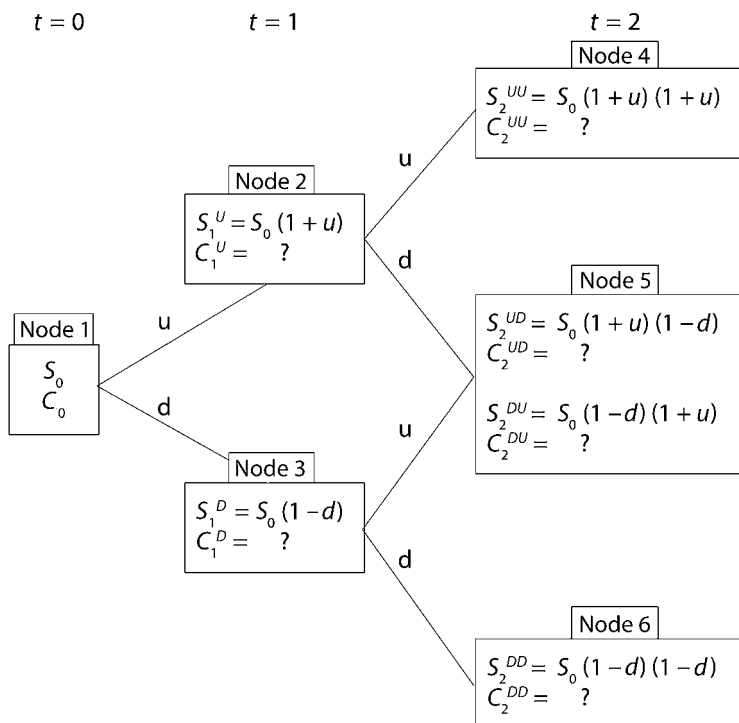 t = 0
t = 1
t = 2
Node 4
S₂ᵁᵁ = S₀ (1 + u) (1 + u)
C₂ᵁᵁ = ?
u
Node 2
S₁ᵁ = S₀ (1 + u)
C₁ᵁ = ?
d
Node 5
S₂ᵁᴰ = S₀ (1 + u) (1 – d)
C₂ᵁᴰ = ?
S₂ᴰᵁ = S₀ (1 – d) (1 + u)
C₂ᴰᵁ = ?
u
Node 1
S₀
C₀
d
u
Node 3
S₁ᴰ = S₀ (1 – d)
C₁ᴰ = ?
d
Node 6
S₂ᴰᴰ = S₀ (1 – d) (1 – d)
C₂ᴰᴰ = ?